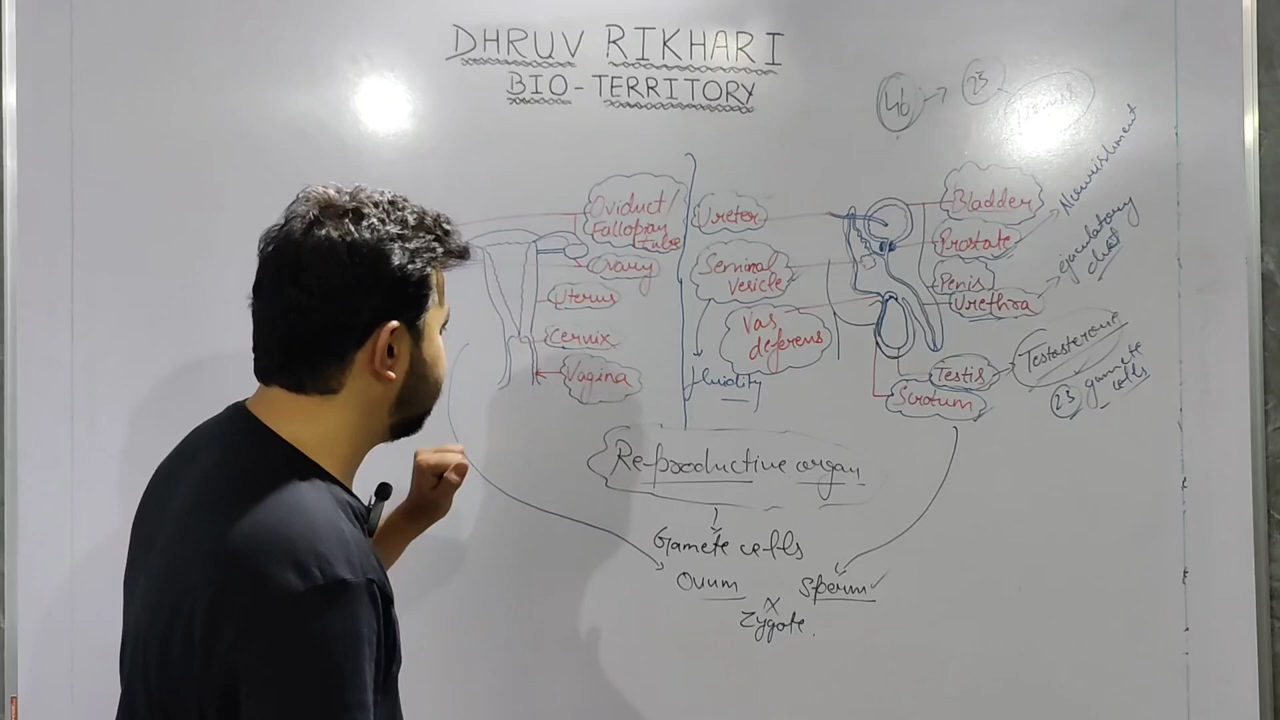 DHRUV RIKHARI
BIO-TERRITORY
46 → 23
Oviduct/
Fallopian
tube
Ovary
Uterus
Cervix
Vagina
Ureter
Seminal
vesicle
fluidity
Vas
deferens
Bladder
Prostate
Nourishment
Penis
Urethra
ejaculatory
duct
Testis
Testosterone
23 gamete
cells
Scrotum
Re-productive organ
Gamete cells
Ovum
Sperm
X
Zygote.